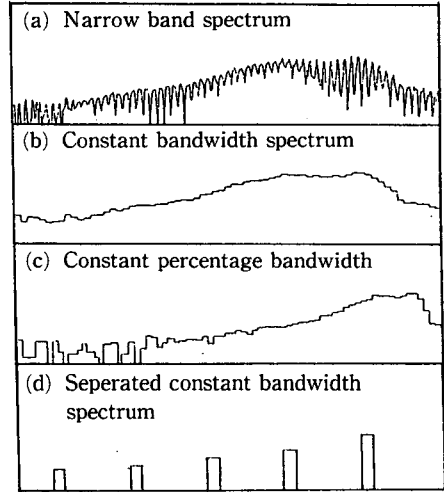 (a) Narrow band spectrum
(b) Constant bandwidth spectrum
(c) Constant percentage bandwidth
(d) Seperated constant bandwidth
spectrum